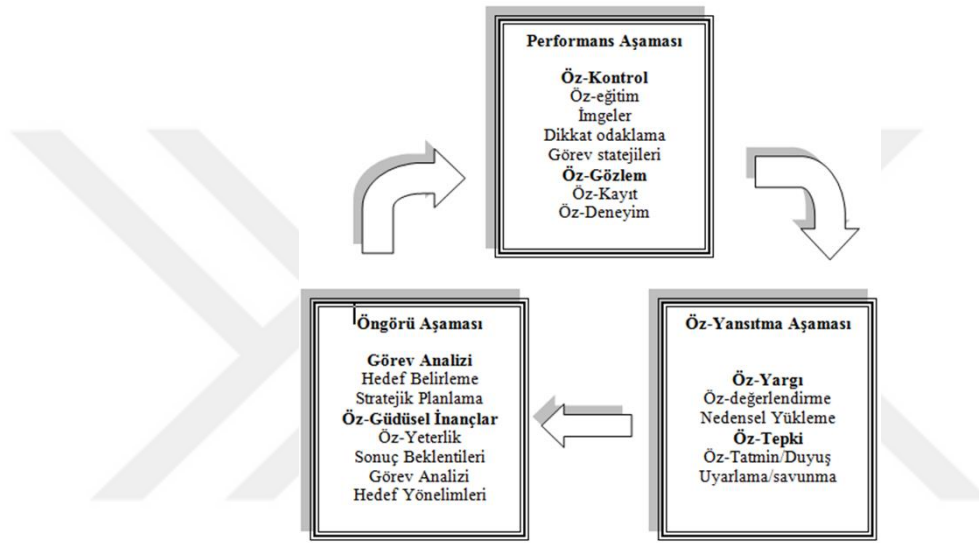 Performans Aşaması
Öz-Kontrol
Öz-eğitim
İmgeler
Dikkat odaklama
Görev statejileri
Öz-Gözlem
Öz-Kayıt
Öz-Deneyim
Öngörü Aşaması
Görev Analizi
Hedef Belirleme
Stratejik Planlama
Öz-Güdüsel İnançlar
Öz-Yeterlik
Sonuç Beklentileri
Görev Analizi
Hedef Yönelimleri
Öz-Yansıtma Aşaması
Öz-Yargı
Öz-değerlendirme
Nedensel Yükleme
Öz-Tepki
Öz-Tatmin/Duyuş
Uyarlama/savunma